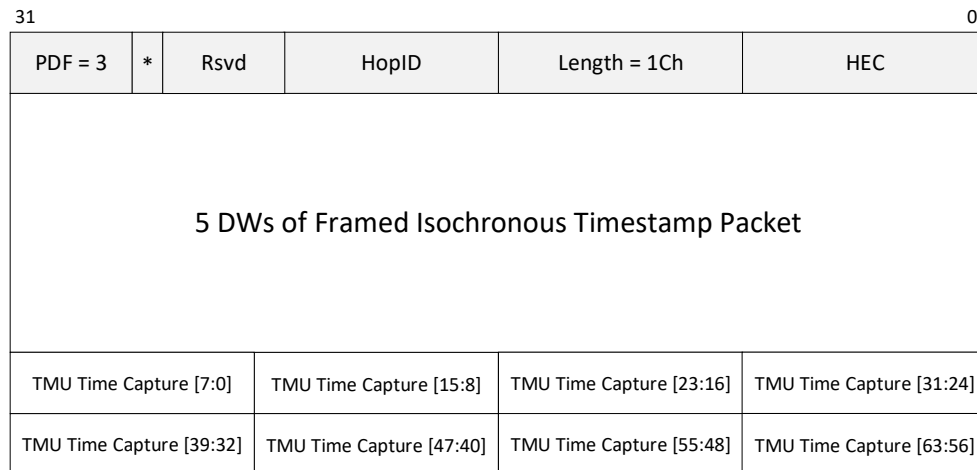 31 0
PDF = 3 * Rsvd HopID Length = 1Ch HEC
5 DWs of Framed Isochronous Timestamp Packet
TMU Time Capture [7:0] TMU Time Capture [15:8] TMU Time Capture [23:16] TMU Time Capture [31:24]
TMU Time Capture [39:32] TMU Time Capture [47:40] TMU Time Capture [55:48] TMU Time Capture [63:56]